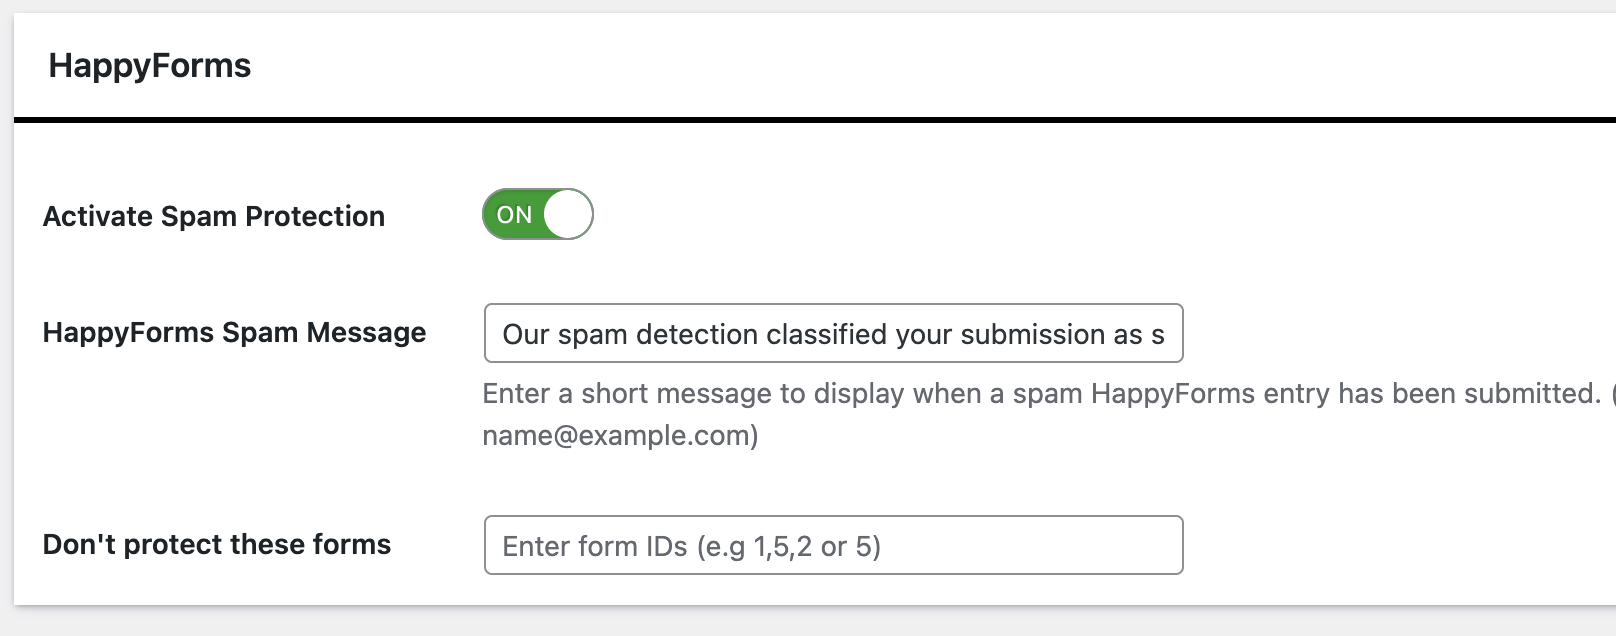 HappyForms
Activate Spam Protection
ON
HappyForms Spam Message
Our spam detection classified your submission as s
Enter a short message to display when a spam HappyForms entry has been submitted. (
name@example.com)
Don't protect these forms
Enter form IDs (e.g 1,5,2 or 5)